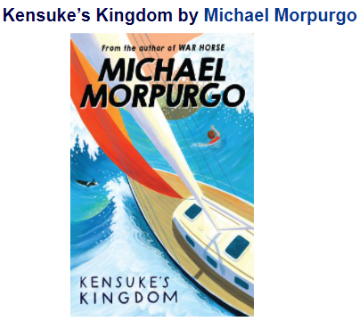 Kensuke’s Kingdom by Michael Morpurgo
From the author of WAR HORSE
MICHAEL
MORPURGO
KENSUKE'S
KINGDOM